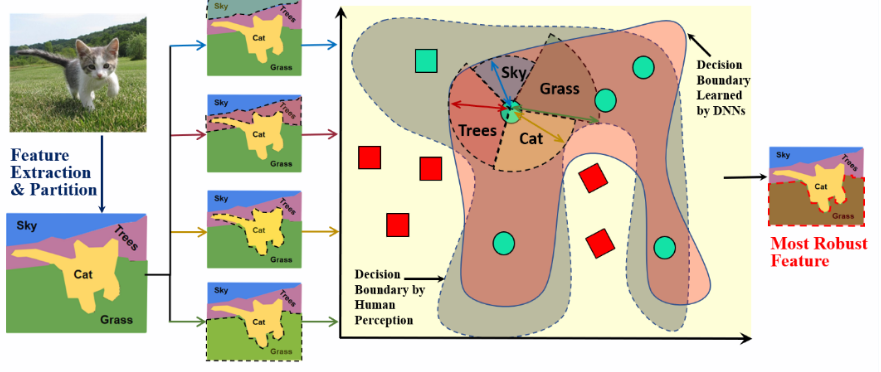 Feature
Extraction
& Partition
Sky
Trees
Cat
Grass
Sky
Trees
Cat
Grass
Sky
Trees
Cat
Grass
Sky
Trees
Cat
Grass
Sky
Trees
Cat
Grass
Sky
Grass
Trees
Cat
Decision
Boundary
Learned
by DNNs
Decision
Boundary by
Human
Perception
Sky
Trees
Cat
Grass
Most Robust
Feature